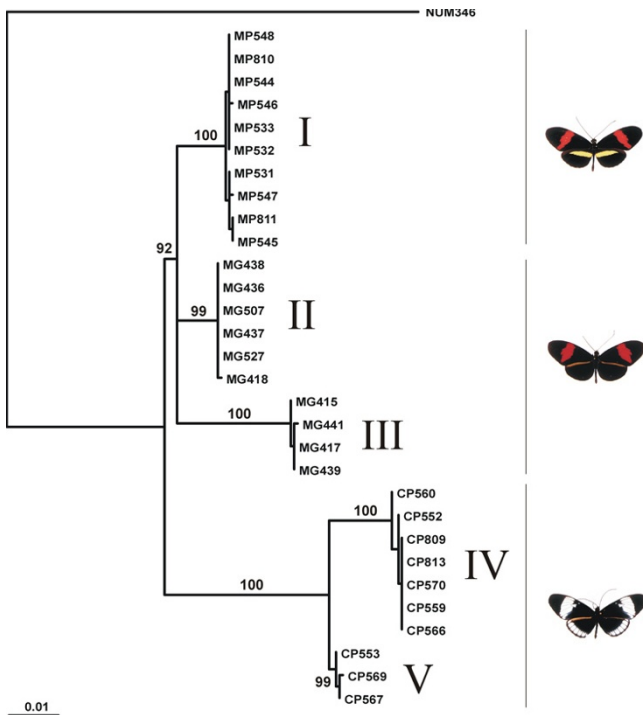 NUM346
MP548
MP810
MP544
MP546
MP533
100
I
MP532
MP531
MP547
MP811
MP545
92
MG438
MG436
MG507
99
II
MG437
MG527
MG418
MG415
100
MG441
III
MG417
MG439
CP560
100
CP552
CP809
CP813
IV
CP570
100
CP559
CP566
CP553
CP569
V
99
CP567
0.01